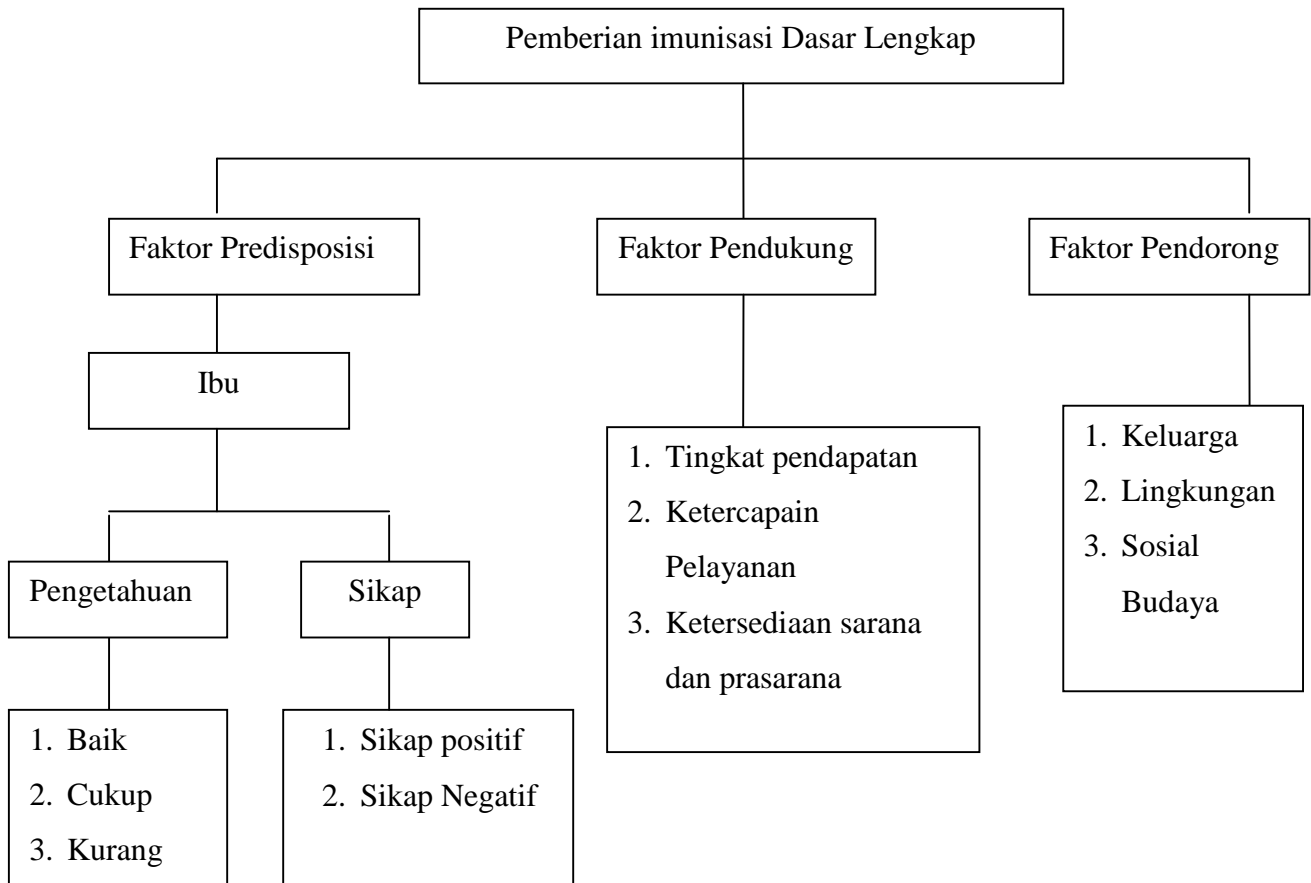 Pemberian imunisasi Dasar Lengkap
Faktor Predisposisi
Faktor Pendukung
Faktor Pendorong
Ibu
1. Tingkat pendapatan
2. Ketercapain
Pelayanan
3. Ketersediaan sarana
dan prasarana
1. Keluarga
2. Lingkungan
3. Sosial
Budaya
Pengetahuan
Sikap
1. Baik
2. Cukup
3. Kurang
1. Sikap positif
2. Sikap Negatif